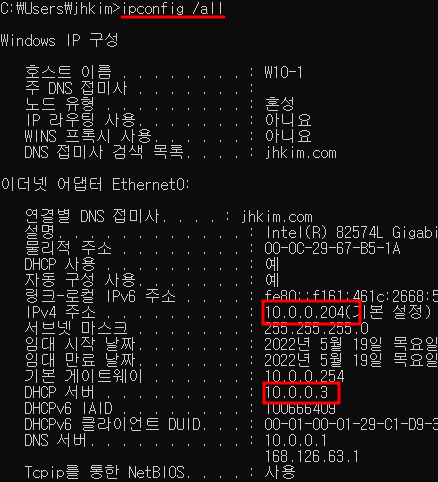 C:\Users\jhkim>ipconfig /all
Windows IP 구성
호스트 이름 . . . . . . . . : W10-1
주 DNS 접미사 . . . . . . . :
노드 유형 . . . . . . . . . : 혼성
IP 라우팅 사용. . . . . . . : 아니요
WINS 프록시 사용. . . . . . : 아니요
DNS 접미사 검색 목록. . . . : jhkim.com
이더넷 어댑터 Ethernet0:
연결별 DNS 접미사. . . . : jhkim.com
설명. . . . . . . . . . . . : Intel(R) 82574L Gigab
물리적 주소 . . . . . . . . : 00-0C-29-67-B5-1A
DHCP 사용 . . . . . . . . . : 예
자동 구성 사용. . . . . . . : 예
링크-로컬 IPv6 주소 . . . . : fe80::f161:461c:2668:5
IPv4 주소 . . . . . . . . . : 10.0.0.204(기본 설정)
서브넷 마스크 . . . . . . . : 255.255.255.0
임대 시작 날짜. . . . . . . : 2022년 5월 19일 목요일
임대 만료 날짜. . . . . . . : 2022년 5월 19일 목요일
기본 게이트웨이 . . . . . . : 10.0.0.254
DHCP 서버 . . . . . . . . . : 10.0.0.3
DHCPv6 IAID . . . . . . . . : 100666409
DHCPv6 클라이언트 DUID. . . : 00-01-00-01-29-C1-D9-3
DNS 서버. . . . . . . . . . : 10.0.0.1
168.126.63.1
Tcpip를 통한 NetBIOS. . . . : 사용